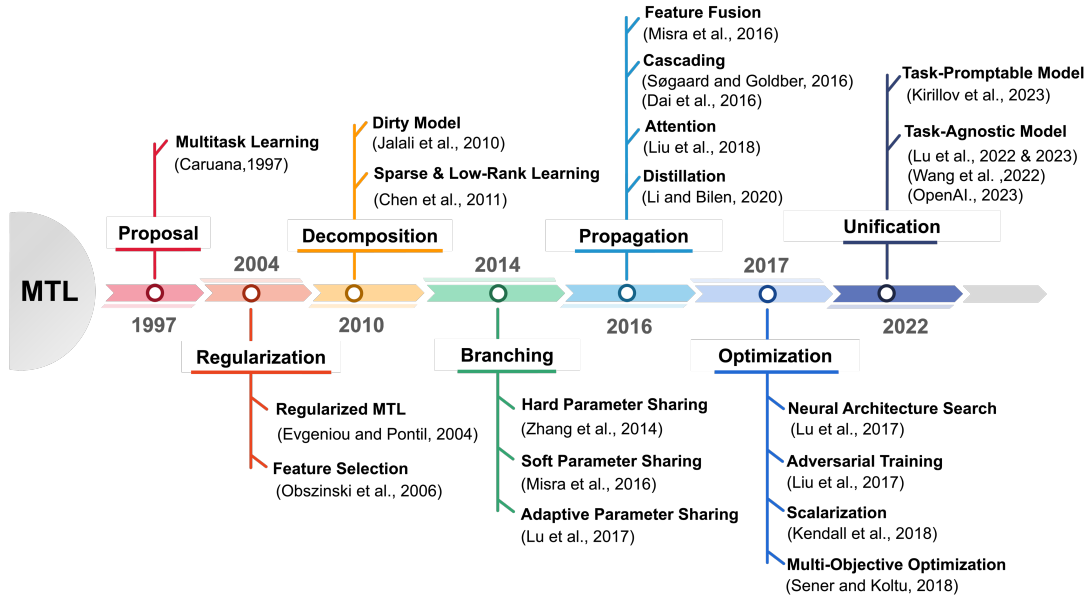 MTL
Proposal
1997
Multitask Learning
(Caruana,1997)
2004
Regularization
Regularized MTL
(Evgeniou and Pontil, 2004)
Feature Selection
(Obszinski et al., 2006)
Decomposition
2010
Dirty Model
(Jalali et al., 2010)
Sparse & Low-Rank Learning
(Chen et al., 2011)
2014
Branching
Hard Parameter Sharing
(Zhang et al., 2014)
Soft Parameter Sharing
(Misra et al., 2016)
Adaptive Parameter Sharing
(Lu et al., 2017)
Propagation
2016
Feature Fusion
(Misra et al., 2016)
Cascading
(Søgaard and Goldber, 2016)
(Dai et al., 2016)
Attention
(Liu et al., 2018)
Distillation
(Li and Bilen, 2020)
2017
Optimization
Neural Architecture Search
(Lu et al., 2017)
Adversarial Training
(Liu et al., 2017)
Scalarization
(Kendall et al., 2018)
Multi-Objective Optimization
(Sener and Koltu, 2018)
Unification
2022
Task-Promptable Model
(Kirillov et al., 2023)
Task-Agnostic Model
(Lu et al., 2022 & 2023)
(Wang et al. ,2022)
(OpenAI., 2023)